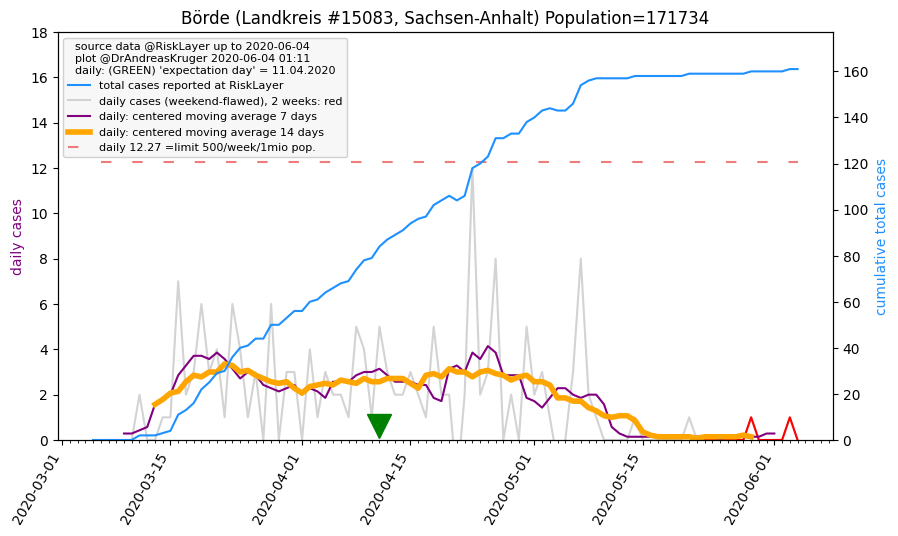 Börde (Landkreis #15083, Sachsen-Anhalt) Population=171734
source data @RiskLayer up to 2020-06-04
plot @DrAndreasKruger 2020-06-04 01:11
daily: (GREEN) 'expectation day' = 11.04.2020
total cases reported at RiskLayer
daily cases (weekend-flawed), 2 weeks: red
daily: centered moving average 7 days
daily: centered moving average 14 days
daily 12.27 =limit 500/week/1mio pop.
daily cases
18
16
14
12
10
8
6
4
2
0
cumulative total cases
160
140
120
100
80
60
40
20
0
2020-03-01
2020-03-15
2020-04-01
2020-04-15
2020-05-01
2020-05-15
2020-06-01